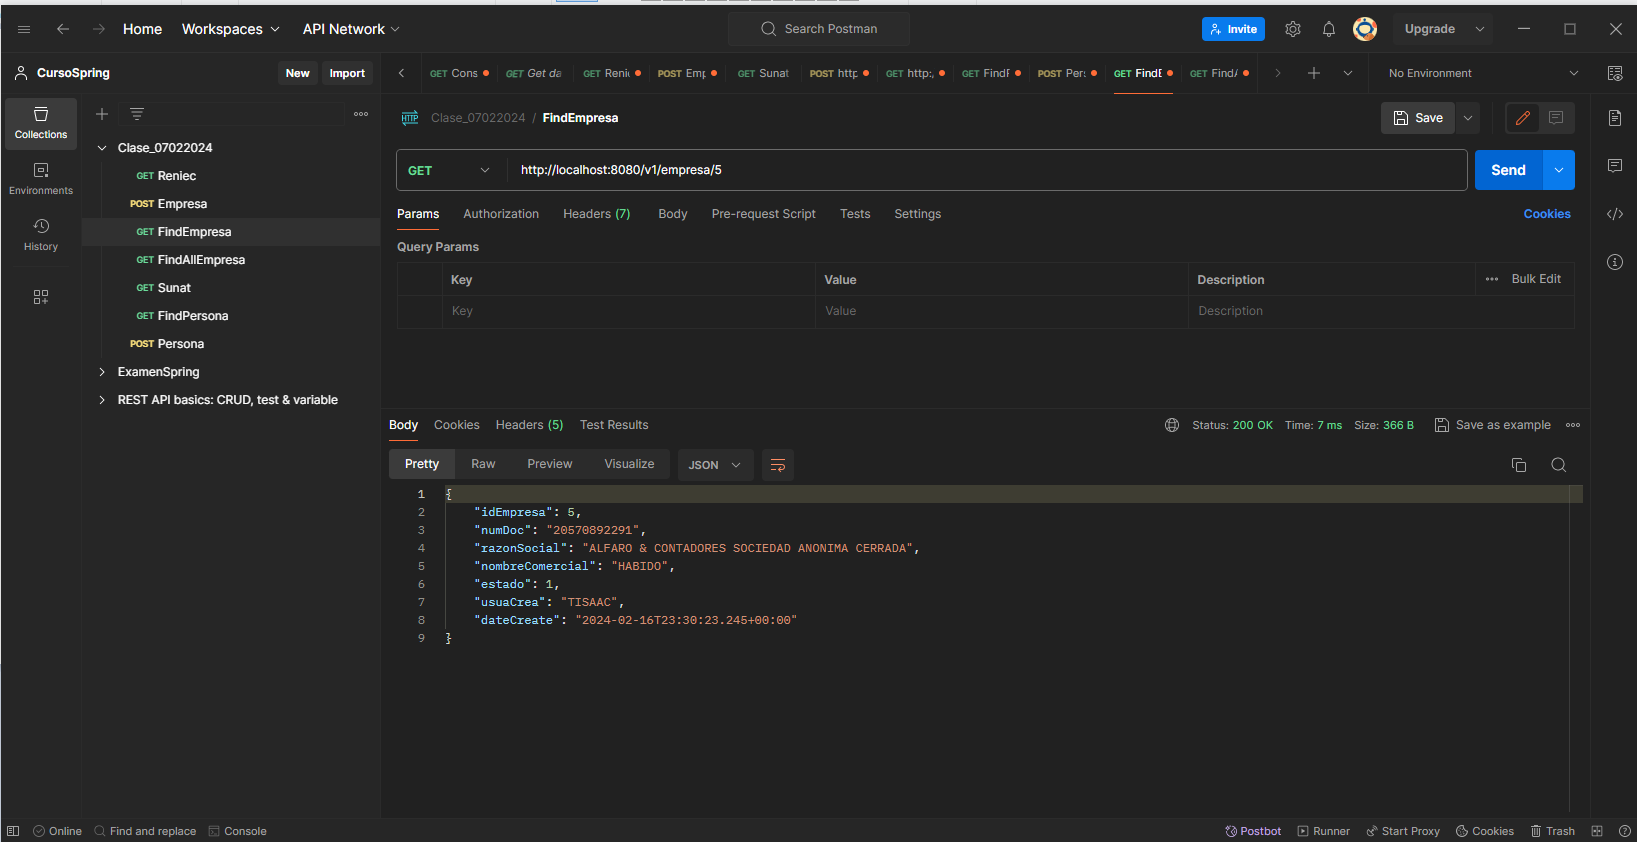 Home Workspaces API Network Search Postman Invite Upgrade
CursoSpring New Import GET Cons GET Get da GET Reni POST Emp GET Sunat POST http GET http:, GET FindF POST Per: GET FindE GET FindA No Environment
Clase_07022024 / FindEmpresa Save
Collections
Environments
History
Clase_07022024
GET Reniec
POST Empresa
GET FindEmpresa
GET FindAllEmpresa
GET Sunat
GET FindPersona
POST Persona
ExamenSpring
REST API basics: CRUD, test & variable
GET http://localhost:8080/v1/empresa/5 Send
Params Authorization Headers (7) Body Pre-request Script Tests Settings Cookies
Query Params
Key Value Description Bulk Edit
Key Value Description
Body Cookies Headers (5) Test Results Status: 200 OK Time: 7 ms Size: 366 B Save as example
Pretty Raw Preview Visualize JSON
1 {
2 "idEmpresa": 5,
3 "numDoc": "20570892291",
4 "razonSocial": "ALFARO & CONTADORES SOCIEDAD ANONIMA CERRADA",
5 "nombreComercial": "HABIDO",
6 "estado": 1,
7 "usuaCrea": "TISAAC",
8 "dateCreate": "2024-02-16T23:30:23.245+00:00"
9 }
Online Find and replace Console Postbot Runner Start Proxy Cookies Trash